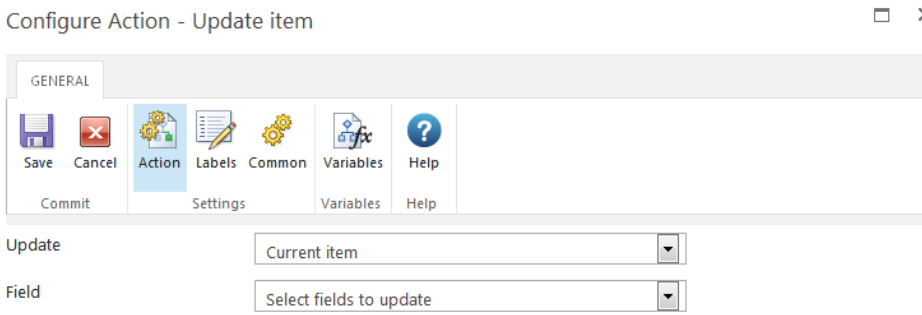 Configure Action - Update item
GENERAL
Save Cancel Action Labels Common Variables Help
Commit Settings Variables Help
Update Current item
Field Select fields to update